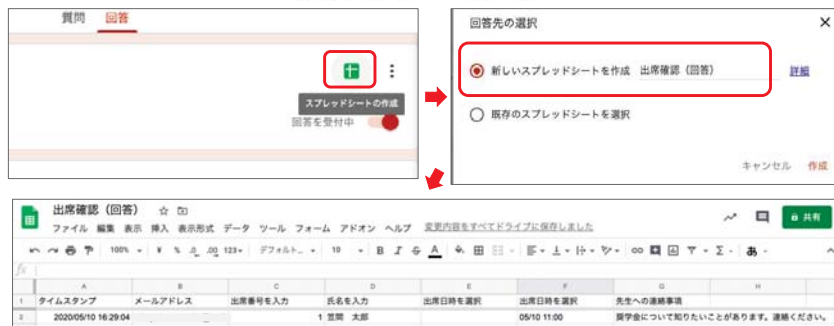 質問 回答
スプレッドシートの作成
回答を受付中
回答先の選択
新しいスプレッドシートを作成 出席確認（回答） 詳細
既存のスプレッドシートを選択
キャンセル 作成
出席確認（回答）
ファイル 編集 表示 挿入 表示形式 データ ツール フォーム アドオン ヘルプ 変更内容をすべてドライブに保存しました
共有
100% ¥ % .0 .00 123 デフォルト... 10 B I S A Σ あ
fx
A B C D E F G H
1 タイムスタンプ メールアドレス 出席番号を入力 氏名を入力 出席日時を選択 出席日時を選択 先生への連絡事項
2 2020/05/10 16:29:04 1 笠間 太郎 05/10 11:00 奨学金について知りたいことがあります。連絡ください。